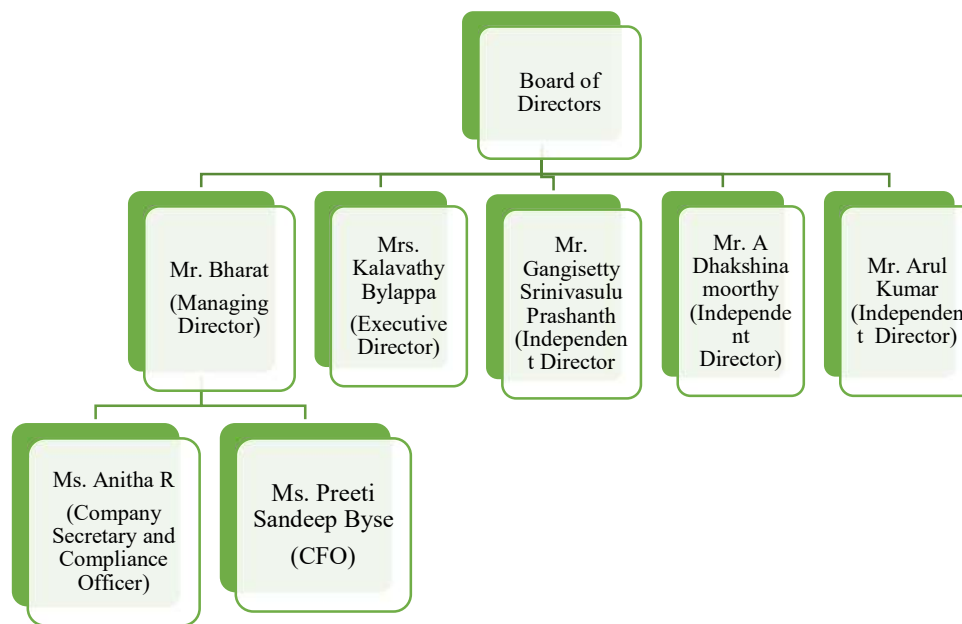 Board of
Directors
Mr. Bharat
(Managing
Director)
Mrs.
Kalavathy
Bylappa
(Executive
Director)
Mr.
Gangisetty
Srinivasulu
Prashanth
(Independen
t Director
Mr. A
Dhakshina
moorthy
(Independe
nt
Director)
Mr. Arul
Kumar
(Independen
t Director)
Ms. Anitha R
(Company
Secretary and
Compliance
Officer)
Ms. Preeti
Sandeep Byse
(CFO)